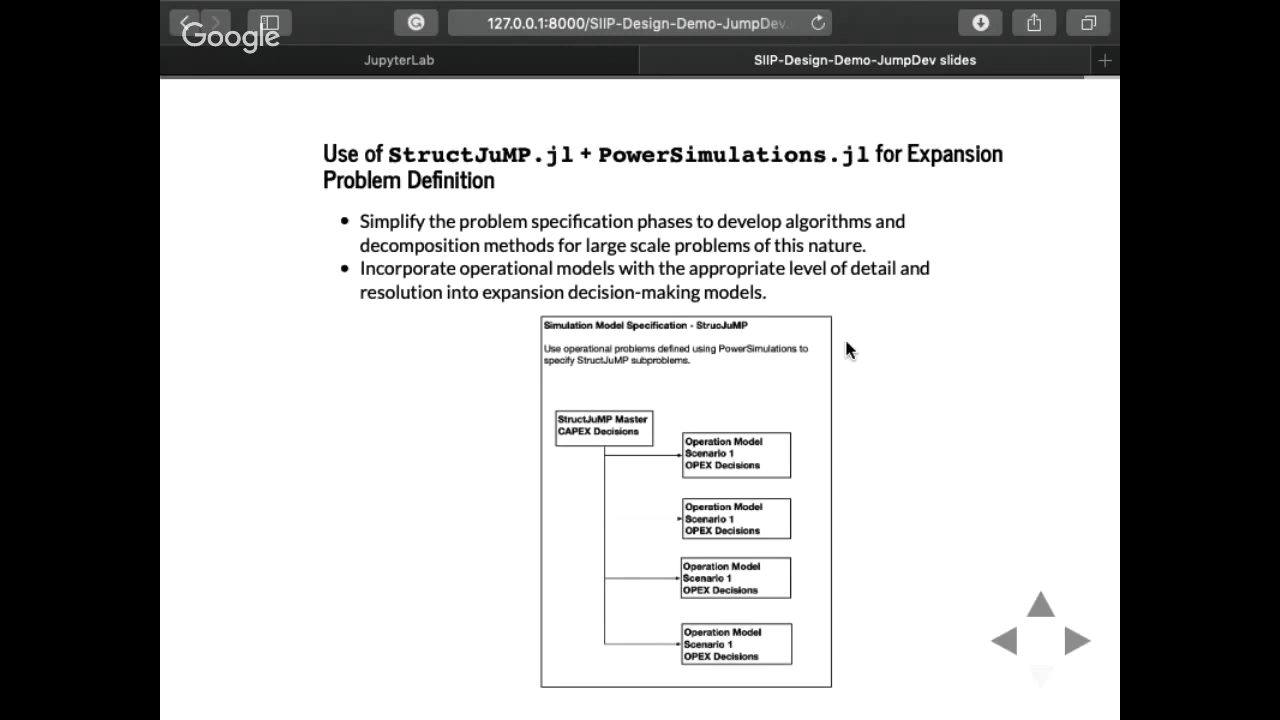 Google
127.0.0.1:8000/SIIP-Design-Demo-JumpDev
JupyterLab
SIIP-Design-Demo-JumpDev slides
Use of StructJuMP.jl + PowerSimulations.jl for Expansion
Problem Definition
Simplify the problem specification phases to develop algorithms and
decomposition methods for large scale problems of this nature.
Incorporate operational models with the appropriate level of detail and
resolution into expansion decision-making models.
Simulation Model Specification - StrucJuMP
Use operational problems defined using PowerSimulations to
specify StructJuMP subproblems.
StructJuMP Master
CAPEX Decisions
Operation Model
Scenario 1
OPEX Decisions
Operation Model
Scenario 1
OPEX Decisions
Operation Model
Scenario 1
OPEX Decisions
Operation Model
Scenario 1
OPEX Decisions